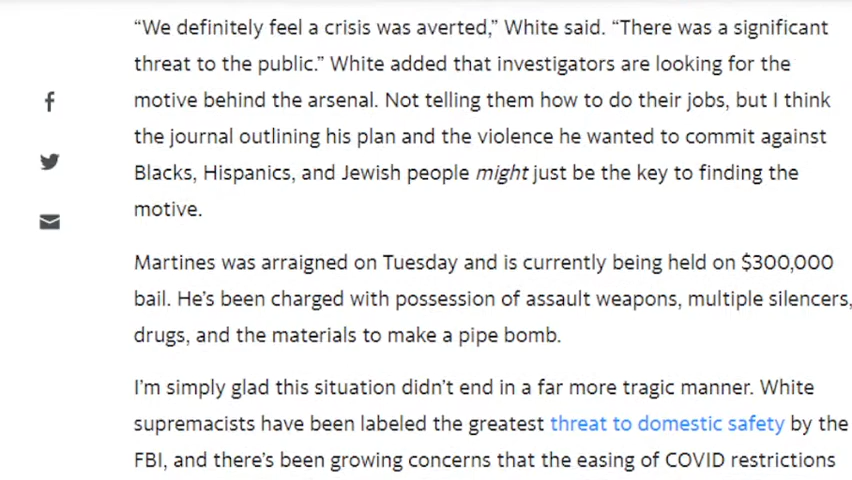 “We definitely feel a crisis was averted,” White said. “There was a significant
threat to the public.” White added that investigators are looking for the
motive behind the arsenal. Not telling them how to do their jobs, but I think
the journal outlining his plan and the violence he wanted to commit against
Blacks, Hispanics, and Jewish people might just be the key to finding the
motive.
Martines was arraigned on Tuesday and is currently being held on $300,000
bail. He’s been charged with possession of assault weapons, multiple silencers,
drugs, and the materials to make a pipe bomb.
I’m simply glad this situation didn’t end in a far more tragic manner. White
supremacists have been labeled the greatest threat to domestic safety by the
FBI, and there’s been growing concerns that the easing of COVID restrictions